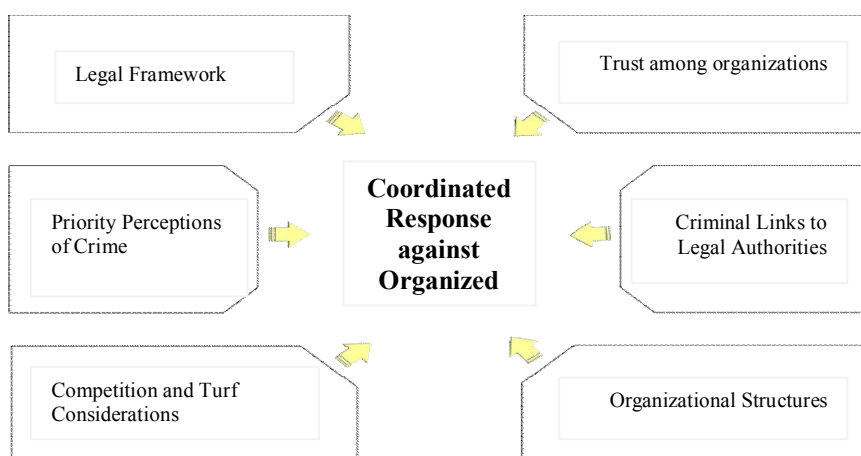 Legal Framework
Trust among organizations
Priority Perceptions
of Crime
Coordinated
Response
against
Organized
Criminal Links to
Legal Authorities
Competition and Turf
Considerations
Organizational Structures